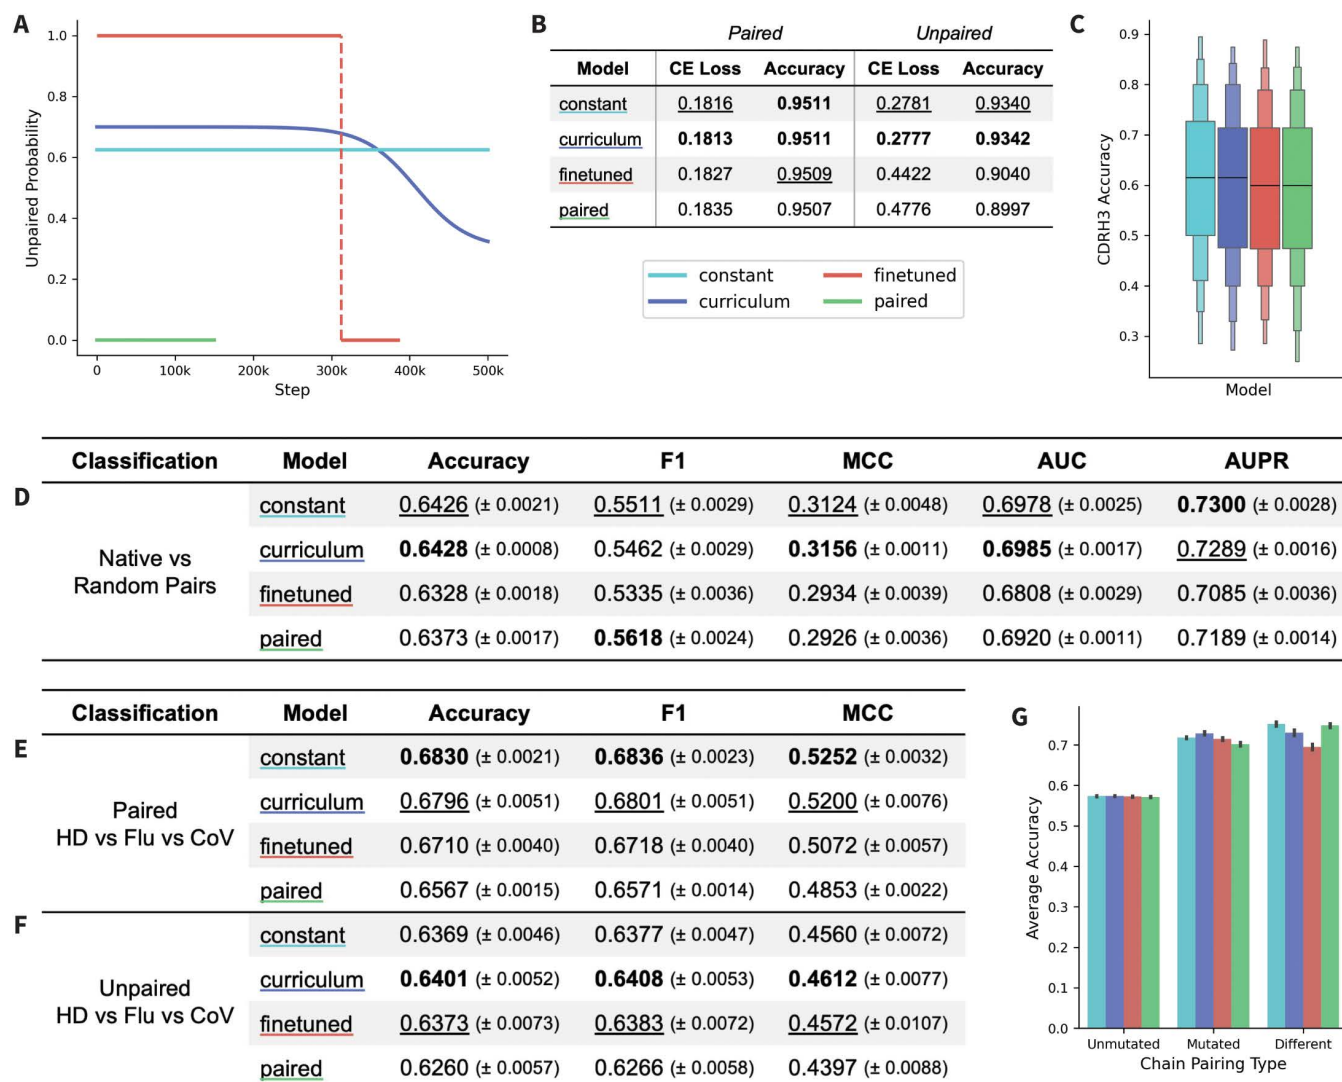 A
1.0
0.8
0.6
0.4
0.2
0.0
Unpaired Probability
0 100k 200k 300k 400k 500k
Step
B
Paired Unpaired
Model CE Loss Accuracy CE Loss Accuracy
constant 0.1816 0.9511 0.2781 0.9340
curriculum 0.1813 0.9511 0.2777 0.9342
finetuned 0.1827 0.9509 0.4422 0.9040
paired 0.1835 0.9507 0.4776 0.8997
constant finetuned
curriculum paired
C
0.9
0.8
0.7
0.6
0.5
0.4
0.3
CDRH3 Accuracy
Model
Classification Model Accuracy F1 MCC AUC AUPR
D
Native vs
Random Pairs
constant 0.6426 (± 0.0021) 0.5511 (± 0.0029) 0.3124 (± 0.0048) 0.6978 (± 0.0025) 0.7300 (± 0.0028)
curriculum 0.6428 (± 0.0008) 0.5462 (± 0.0029) 0.3156 (± 0.0011) 0.6985 (± 0.0017) 0.7289 (± 0.0016)
finetuned 0.6328 (± 0.0018) 0.5335 (± 0.0036) 0.2934 (± 0.0039) 0.6808 (± 0.0029) 0.7085 (± 0.0036)
paired 0.6373 (± 0.0017) 0.5618 (± 0.0024) 0.2926 (± 0.0036) 0.6920 (± 0.0011) 0.7189 (± 0.0014)
Classification Model Accuracy F1 MCC
E
Paired
HD vs Flu vs CoV
constant 0.6830 (± 0.0021) 0.6836 (± 0.0023) 0.5252 (± 0.0032)
curriculum 0.6796 (± 0.0051) 0.6801 (± 0.0051) 0.5200 (± 0.0076)
finetuned 0.6710 (± 0.0040) 0.6718 (± 0.0040) 0.5072 (± 0.0057)
paired 0.6567 (± 0.0015) 0.6571 (± 0.0014) 0.4853 (± 0.0022)
F
Unpaired
HD vs Flu vs CoV
constant 0.6369 (± 0.0046) 0.6377 (± 0.0047) 0.4560 (± 0.0072)
curriculum 0.6401 (± 0.0052) 0.6408 (± 0.0053) 0.4612 (± 0.0077)
finetuned 0.6373 (± 0.0073) 0.6383 (± 0.0072) 0.4572 (± 0.0107)
paired 0.6260 (± 0.0057) 0.6266 (± 0.0058) 0.4397 (± 0.0088)
G
0.7
0.6
0.5
0.4
0.3
0.2
0.1
0.0
Average Accuracy
Unmutated Mutated Different
Chain Pairing Type